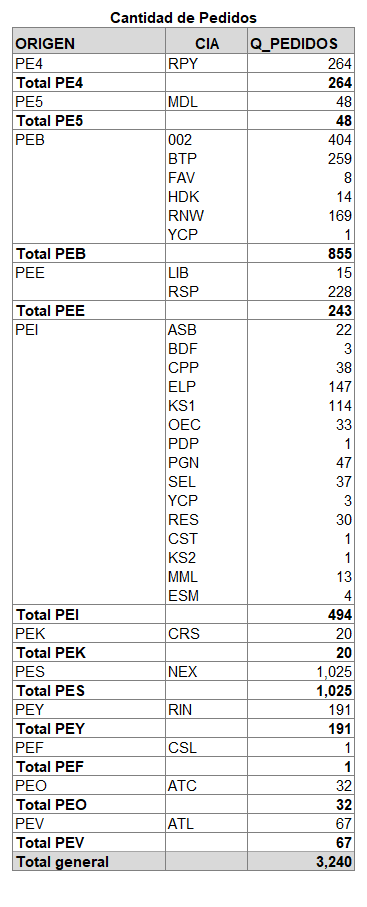 Cantidad de Pedidos
ORIGEN CIA Q_PEDIDOS
PE4 RPY 264
Total PE4 264
PE5 MDL 48
Total PE5 48
PEB 002 404
BTP 259
FAV 8
HDK 14
RNW 169
YCP 1
Total PEB 855
PEE LIB 15
RSP 228
Total PEE 243
PEI ASB 22
BDF 3
CPP 38
ELP 147
KS1 114
OEC 33
PDP 1
PGN 47
SEL 37
YCP 3
RES 30
CST 1
KS2 1
MML 13
ESM 4
Total PEI 494
PEK CRS 20
Total PEK 20
PES NEX 1,025
Total PES 1,025
PEY RIN 191
Total PEY 191
PEF CSL 1
Total PEF 1
PEO ATC 32
Total PEO 32
PEV ATL 67
Total PEV 67
Total general 3,240